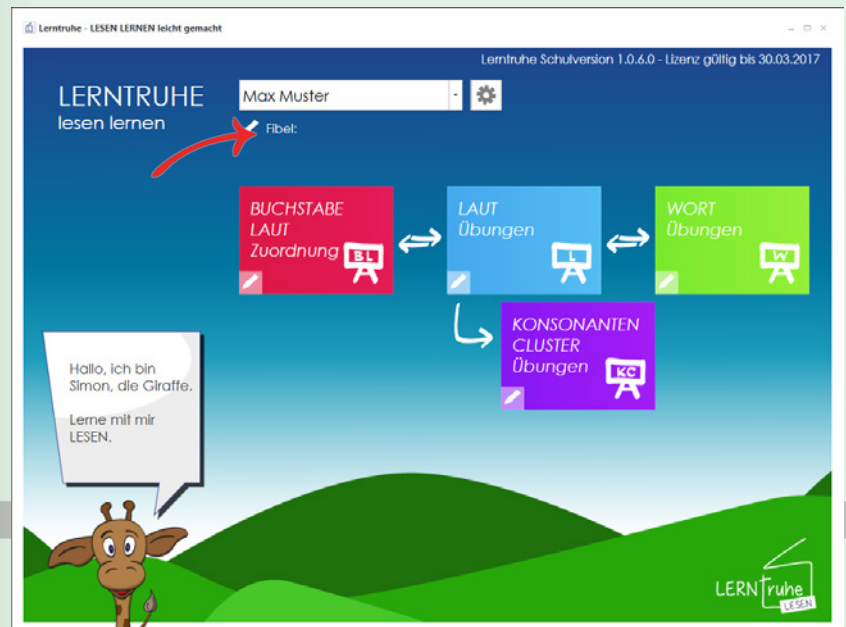 Lerntruhe - LESEN LERNEN leicht gemacht
Lerntruhe Schulversion 1.0.6.0 - Lizenz gültig bis 30.03.2017
LERNTRUHE
lesen lernen
Max Muster
Fibel:
BUCHSTABE
LAUT
Zuordnung
BL
LAUT
Übungen
L
WORT
Übungen
W
KONSONANTEN
CLUSTER
Übungen
KC
Hallo, ich bin
Simon, die Giraffe.
Lerne mit mir
LESEN.
LERNTruhe
LESEN